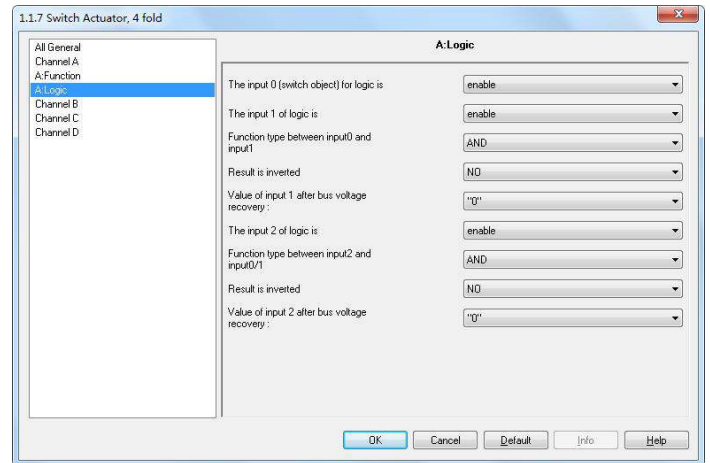 1.1.7 Switch Actuator, 4 fold
All General
Channel A
A:Function
A:Logic
Channel B
Channel C
Channel D
A:Logic
The input 0 (switch object) for logic is
enable
The input 1 of logic is
enable
Function type between input0 and
input1
AND
Result is inverted
NO
Value of input 1 after bus voltage
recovery :
"0"
The input 2 of logic is
enable
Function type between input2 and
input0/1
AND
Result is inverted
NO
Value of input 2 after bus voltage
recovery :
"0"
OK Cancel Default Info Help